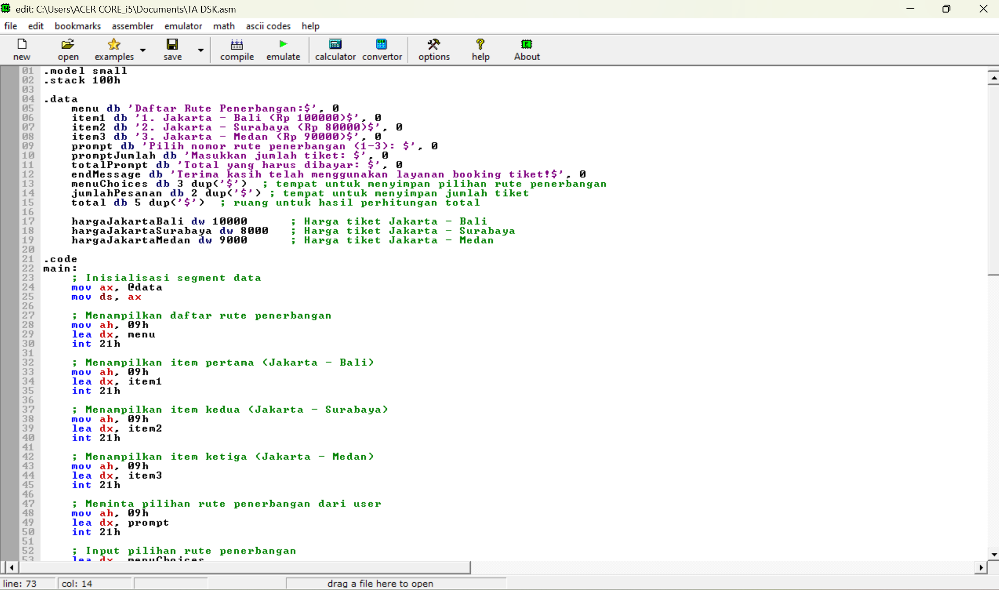 edit: C:\Users\ACER CORE_i5\Documents\TA DSK.asm
file edit bookmarks assembler emulator math ascii codes help
new open examples save compile emulate calculator convertor options help About
01 .model small
02 .stack 100h
03
04 .data
05     menu db 'Daftar Rute Penerbangan:$', 0
06     item1 db '1. Jakarta - Bali (Rp 100000)$', 0
07     item2 db '2. Jakarta - Surabaya (Rp 80000)$', 0
08     item3 db '3. Jakarta - Medan (Rp 90000)$', 0
09     prompt db 'Pilih nomor rute penerbangan (1-3): $', 0
10     promptJumlah db 'Masukkan jumlah tiket: $', 0
11     totalPrompt db 'Total yang harus dibayar: $', 0
12     endMessage db 'Terima kasih telah menggunakan layanan booking tiket!$', 0
13     menuChoices db 3 dup('$')  ; tempat untuk menyimpan pilihan rute penerbangan
14     jumlahPesanan db 2 dup('$') ; tempat untuk menyimpan jumlah tiket
15     total db 5 dup('$')  ; ruang untuk hasil perhitungan total
16
17     hargaJakartaBali dw 10000      ; Harga tiket Jakarta - Bali
18     hargaJakartaSurabaya dw 8000   ; Harga tiket Jakarta - Surabaya
19     hargaJakartaMedan dw 9000      ; Harga tiket Jakarta - Medan
20
21 .code
22 main:
23     ; Inisialisasi segment data
24     mov ax, @data
25     mov ds, ax
26
27     ; Menampilkan daftar rute penerbangan
28     mov ah, 09h
29     lea dx, menu
30     int 21h
31
32     ; Menampilkan item pertama (Jakarta - Bali)
33     mov ah, 09h
34     lea dx, item1
35     int 21h
36
37     ; Menampilkan item kedua (Jakarta - Surabaya)
38     mov ah, 09h
39     lea dx, item2
40     int 21h
41
42     ; Menampilkan item ketiga (Jakarta - Medan)
43     mov ah, 09h
44     lea dx, item3
45     int 21h
46
47     ; Meminta pilihan rute penerbangan dari user
48     mov ah, 09h
49     lea dx, prompt
50     int 21h
51
52     ; Input pilihan rute penerbangan
53     lea dx, menuChoices
line: 73 col: 14 drag a file here to open